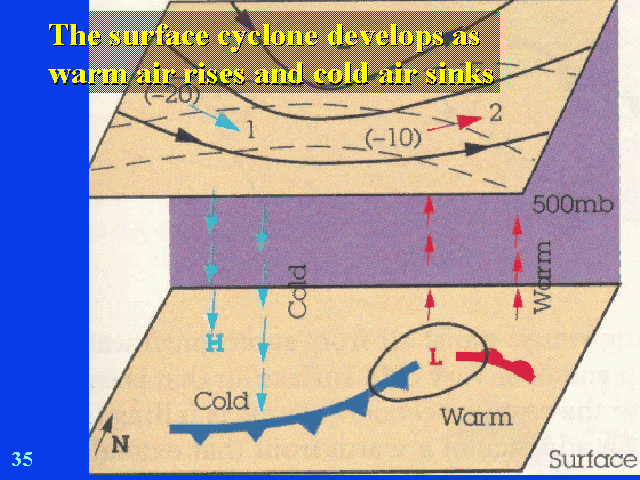 The surface cyclone develops as
warm air rises and cold air sinks
(-20)
1
(-10)
2
500mb
Cold
Warm
H
L
Cold
Warm
N
Surface
35